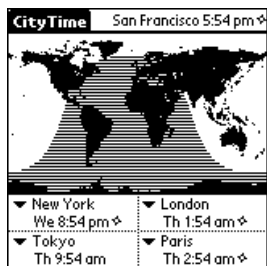 CityTime San Francisco 5:54 pm
New York
We 8:54 pm
London
Th 1:54 am
Tokyo
Th 9:54 am
Paris
Th 2:54 am